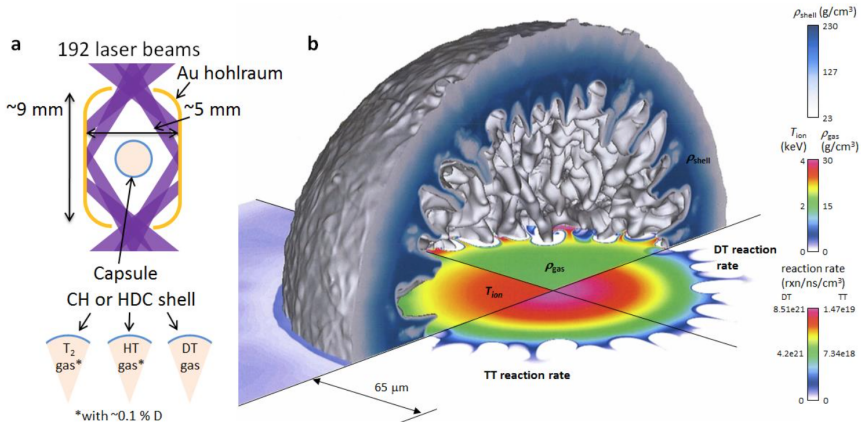 a
192 laser beams
Au hohlraum
~9 mm
~5 mm
Capsule
CH or HDC shell
T2 gas*
HT gas*
DT gas
*with ~0.1 % D
b
ρshell
ρgas
Tion
DT reaction rate
TT reaction rate
65 μm
ρshell (g/cm³)
230
127
23
Tion (keV)
ρgas (g/cm³)
4 30
2 15
0 0
reaction rate
(rxn/ns/cm³)
DT TT
8.51e21 1.47e19
4.2e21 7.34e18
0 0